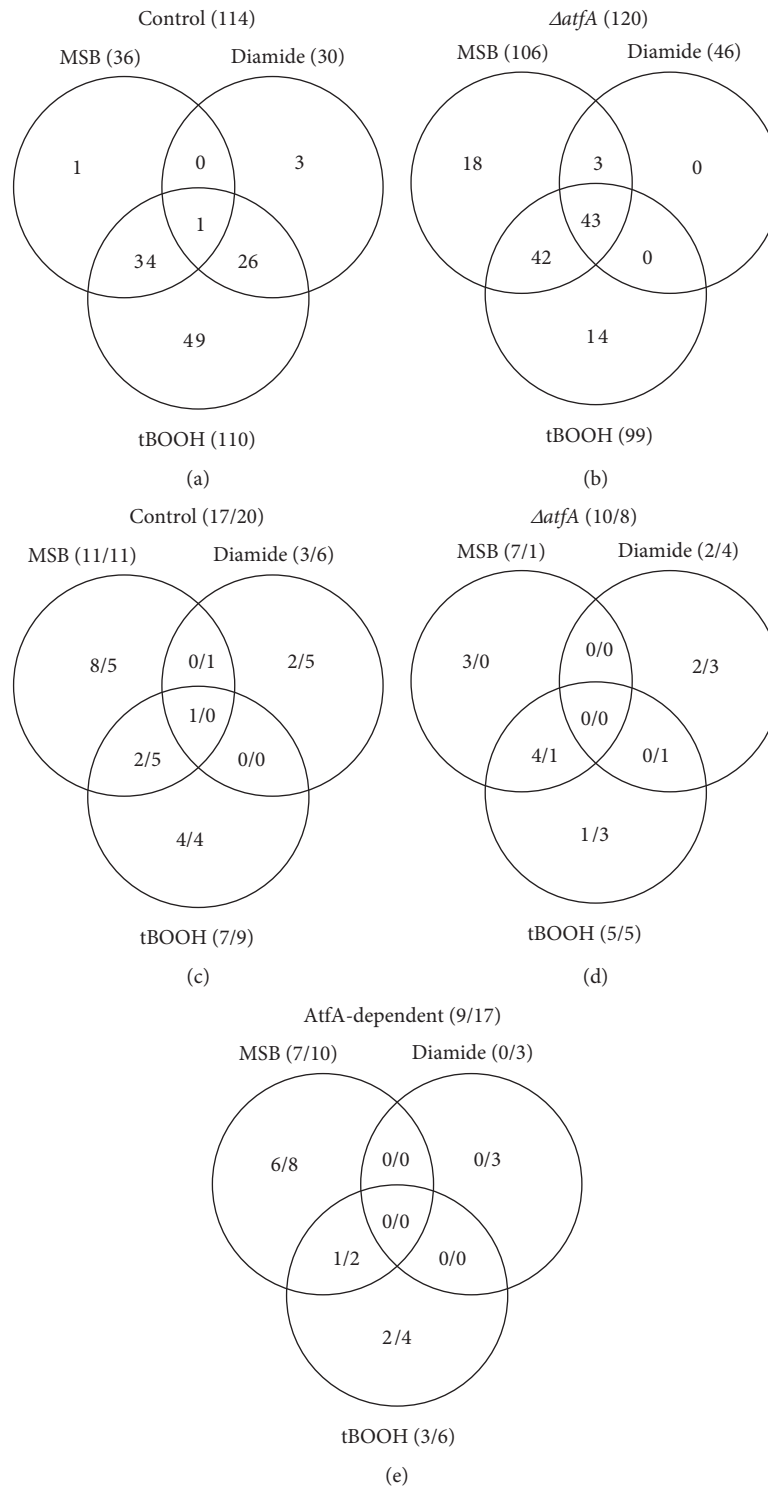 Control (114)
MSB (36)
Diamide (30)
1
0
3
1
34
26
49
tBOOH (110)
(a)
ΔatfA (120)
MSB (106)
Diamide (46)
18
3
0
43
42
0
14
tBOOH (99)
(b)
Control (17/20)
MSB (11/11)
Diamide (3/6)
8/5
0/1
2/5
1/0
2/5
0/0
4/4
tBOOH (7/9)
(c)
ΔatfA (10/8)
MSB (7/1)
Diamide (2/4)
3/0
0/0
2/3
0/0
4/1
0/1
1/3
tBOOH (5/5)
(d)
AtfA-dependent (9/17)
MSB (7/10)
Diamide (0/3)
6/8
0/0
0/3
0/0
1/2
0/0
2/4
tBOOH (3/6)
(e)